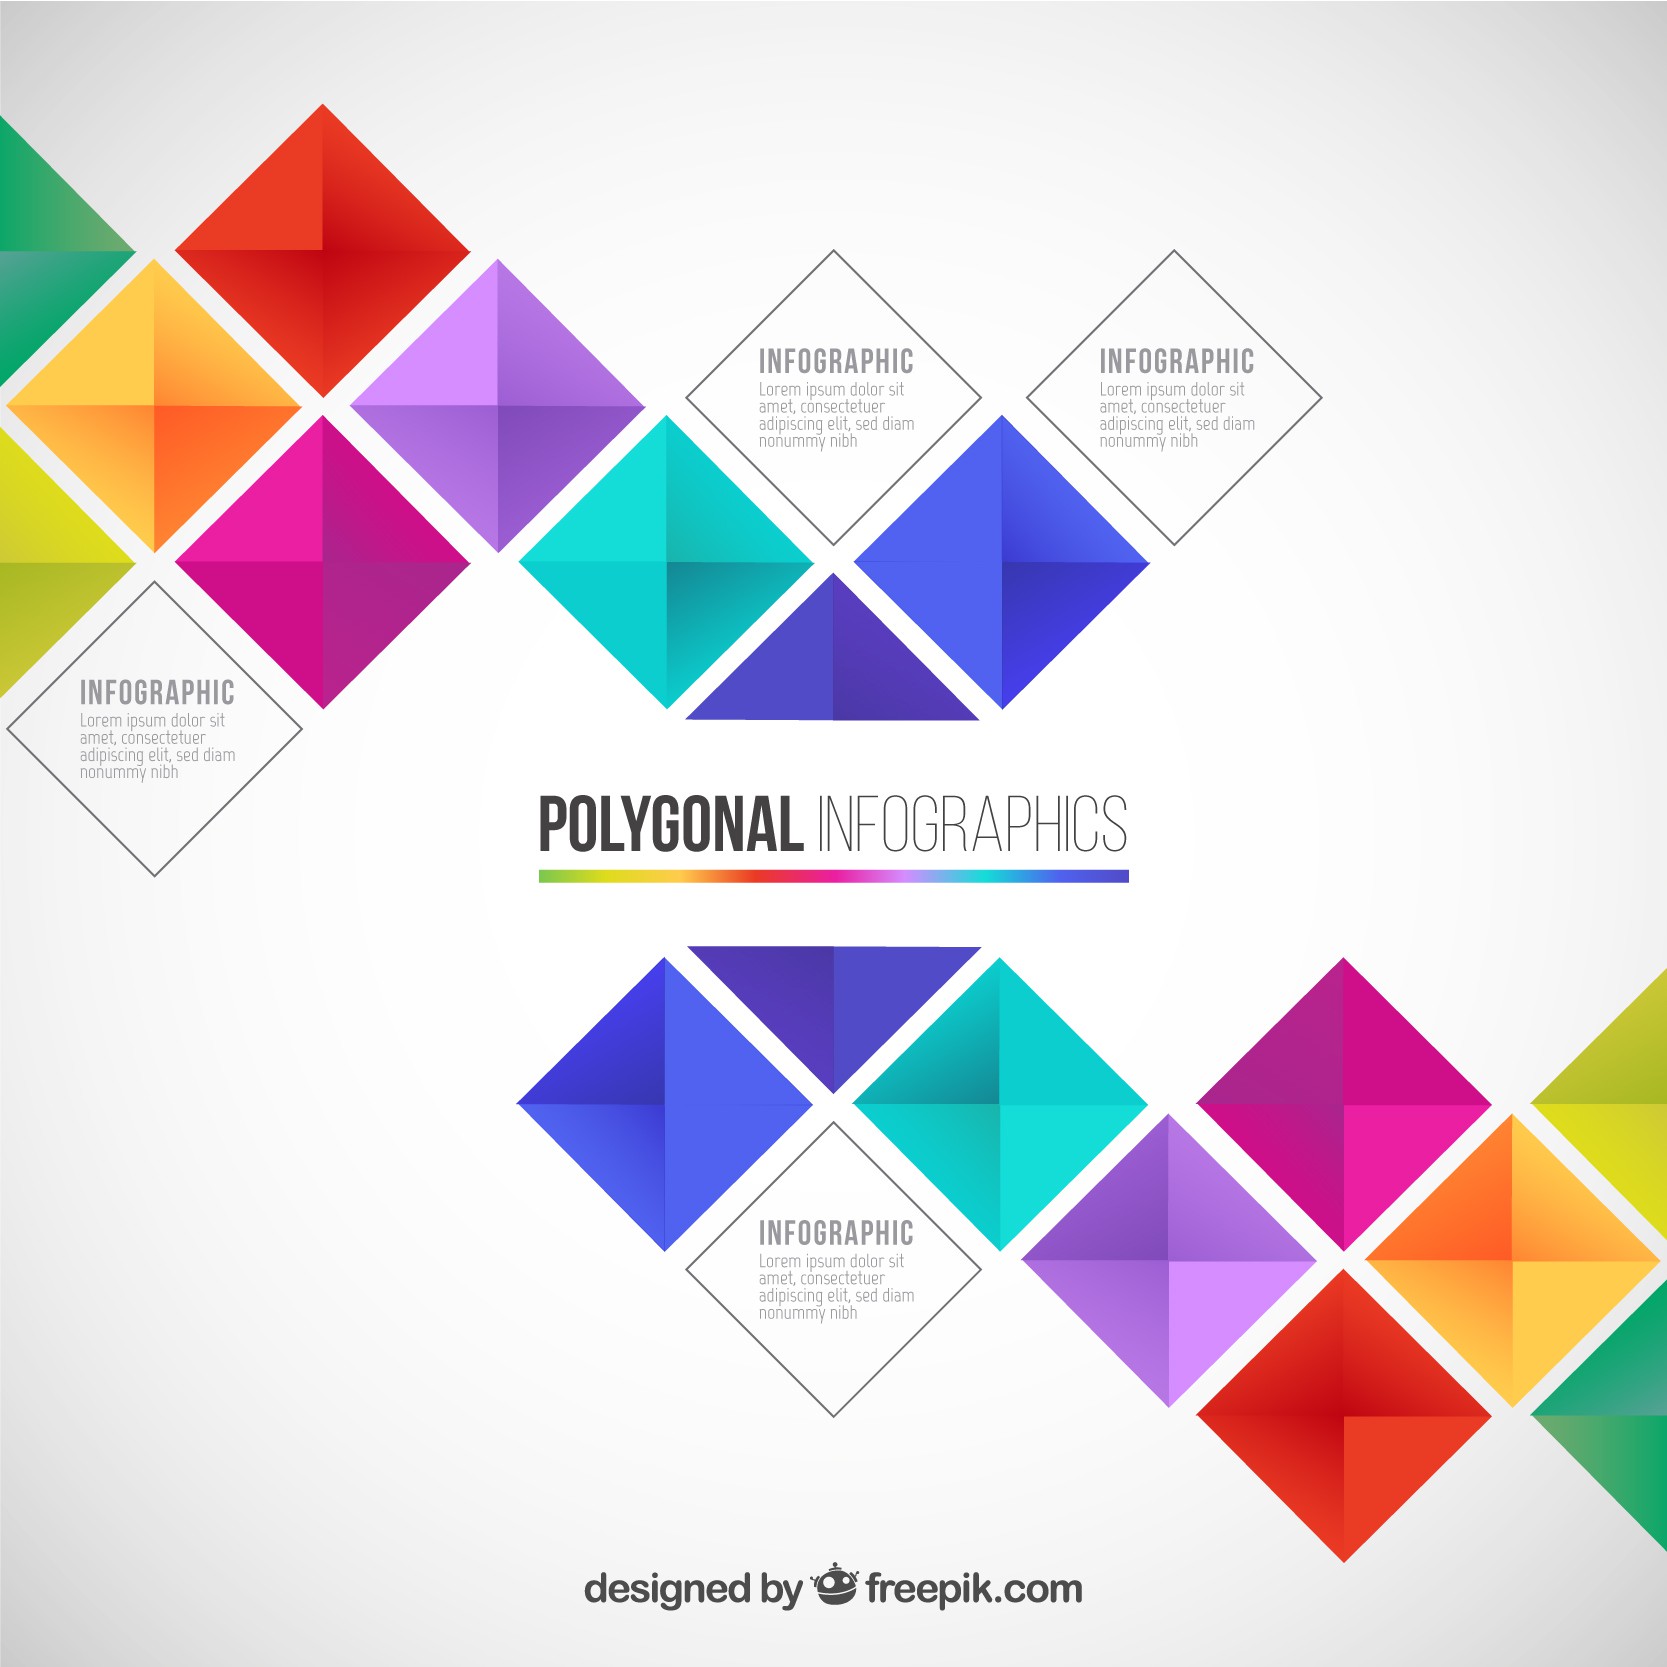 INFOGRAPHIC
Lorem ipsum dolor sit
amet, consectetuer
adipiscing elit, sed diam
nonummy nibh
INFOGRAPHIC
Lorem ipsum dolor sit
amet, consectetuer
adipiscing elit, sed diam
nonummy nibh
INFOGRAPHIC
Lorem ipsum dolor sit
amet, consectetuer
adipiscing elit, sed diam
nonummy nibh
POLYGONAL INFOGRAPHICS
INFOGRAPHIC
Lorem ipsum dolor sit
amet, consectetuer
adipiscing elit, sed diam
nonummy nibh
designed by freepik.com